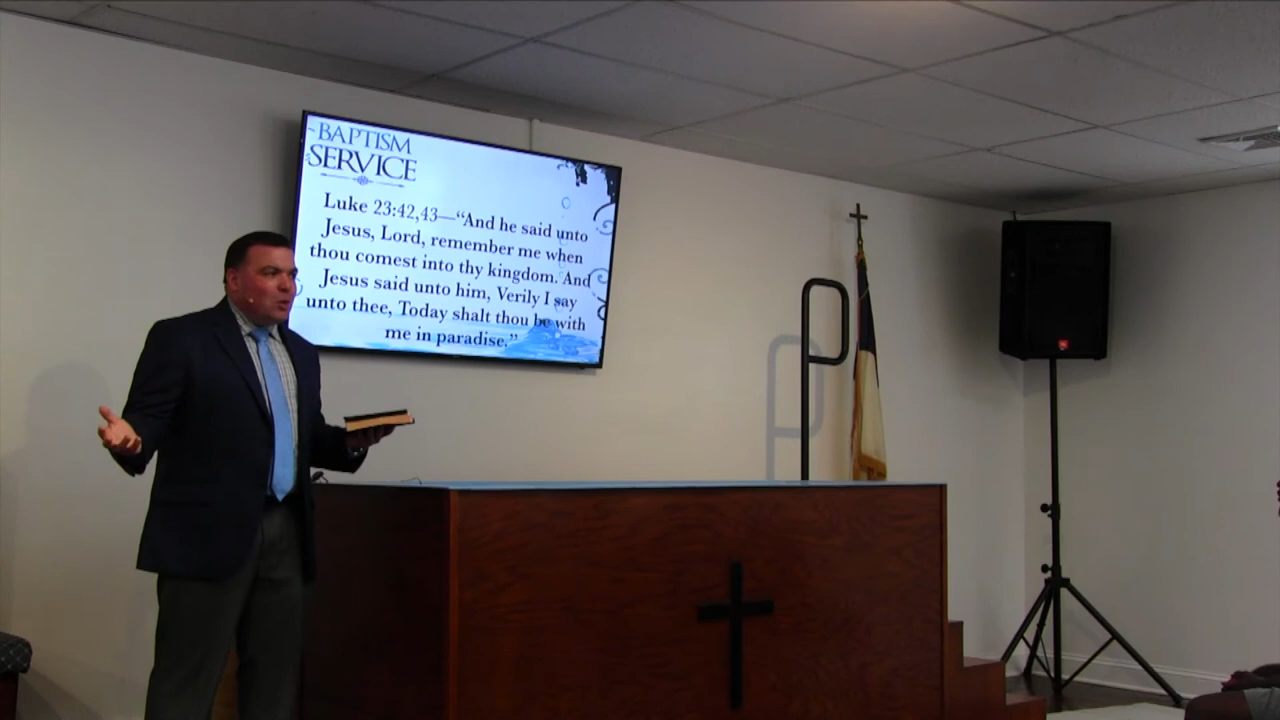 BAPTISM
SERVICE
Luke 23:42,43—“And he said unto
Jesus, Lord, remember me when
thou comest into thy kingdom. And
Jesus said unto him, Verily I say
unto thee, Today shalt thou be with
me in paradise.”